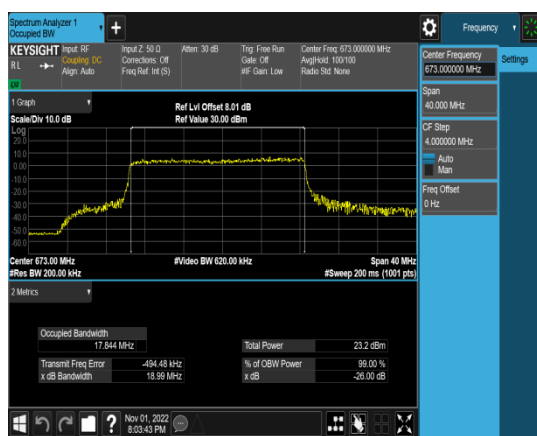 Spectrum Analyzer 1
Occupied BW
+
Frequency
KEYSIGHT
RL
Input: RF
Coupling: DC
Align: Auto
Input Z: 50 Ω
Corrections: Off
Freq Ref: Int (S)
Atten: 30 dB
Trig: Free Run
Gate: Off
#IF Gain: Low
Center Freq: 673.000000 MHz
Avg|Hold: 100/100
Radio Std: None
Center Frequency
673.000000 MHz
Settings
Span
40.000 MHz
CF Step
4.000000 MHz
Auto
Man
Freq Offset
0 Hz
1 Graph
Scale/Div 10.0 dB
Ref Lvl Offset 8.01 dB
Ref Value 30.00 dBm
Log
20.0
10.0
0.00
-10.0
-20.0
-30.0
-40.0
-50.0
-60.0
Center 673.00 MHz
#Res BW 200.00 kHz
#Video BW 620.00 kHz
Span 40 MHz
#Sweep 200 ms (1001 pts)
2 Metrics
Occupied Bandwidth
17.844 MHz
Total Power 23.2 dBm
Transmit Freq Error -494.48 kHz
% of OBW Power 99.00 %
x dB Bandwidth 18.99 MHz
x dB -26.00 dB
?
Nov 01, 2022
8:03:43 PM